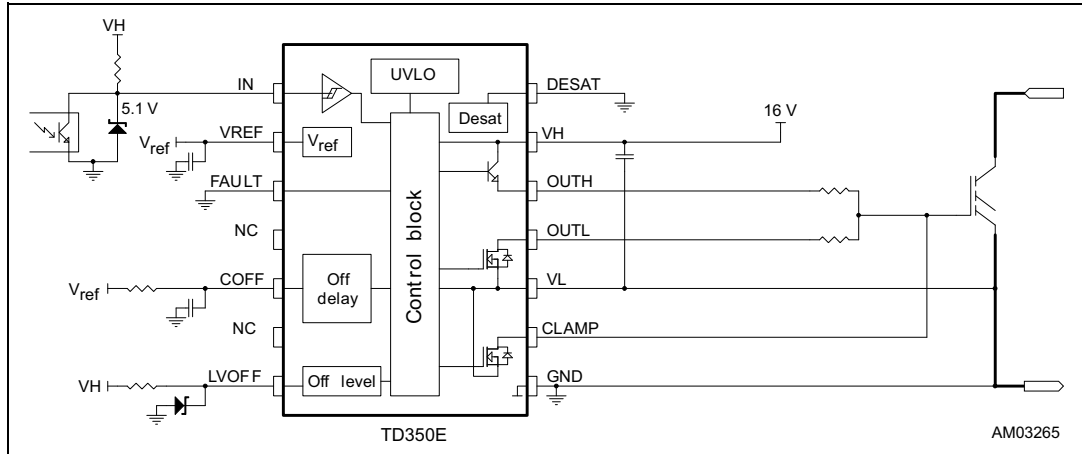 VH
IN
5.1 V
Vref
VREF
Vref
FAULT
NC
Vref
COFF
Off
delay
NC
VH
LVOFF
Off level
UVLO
Control block
Desat
DESAT
VH
16 V
OUTH
OUTL
VL
CLAMP
GND
TD350E
AM03265